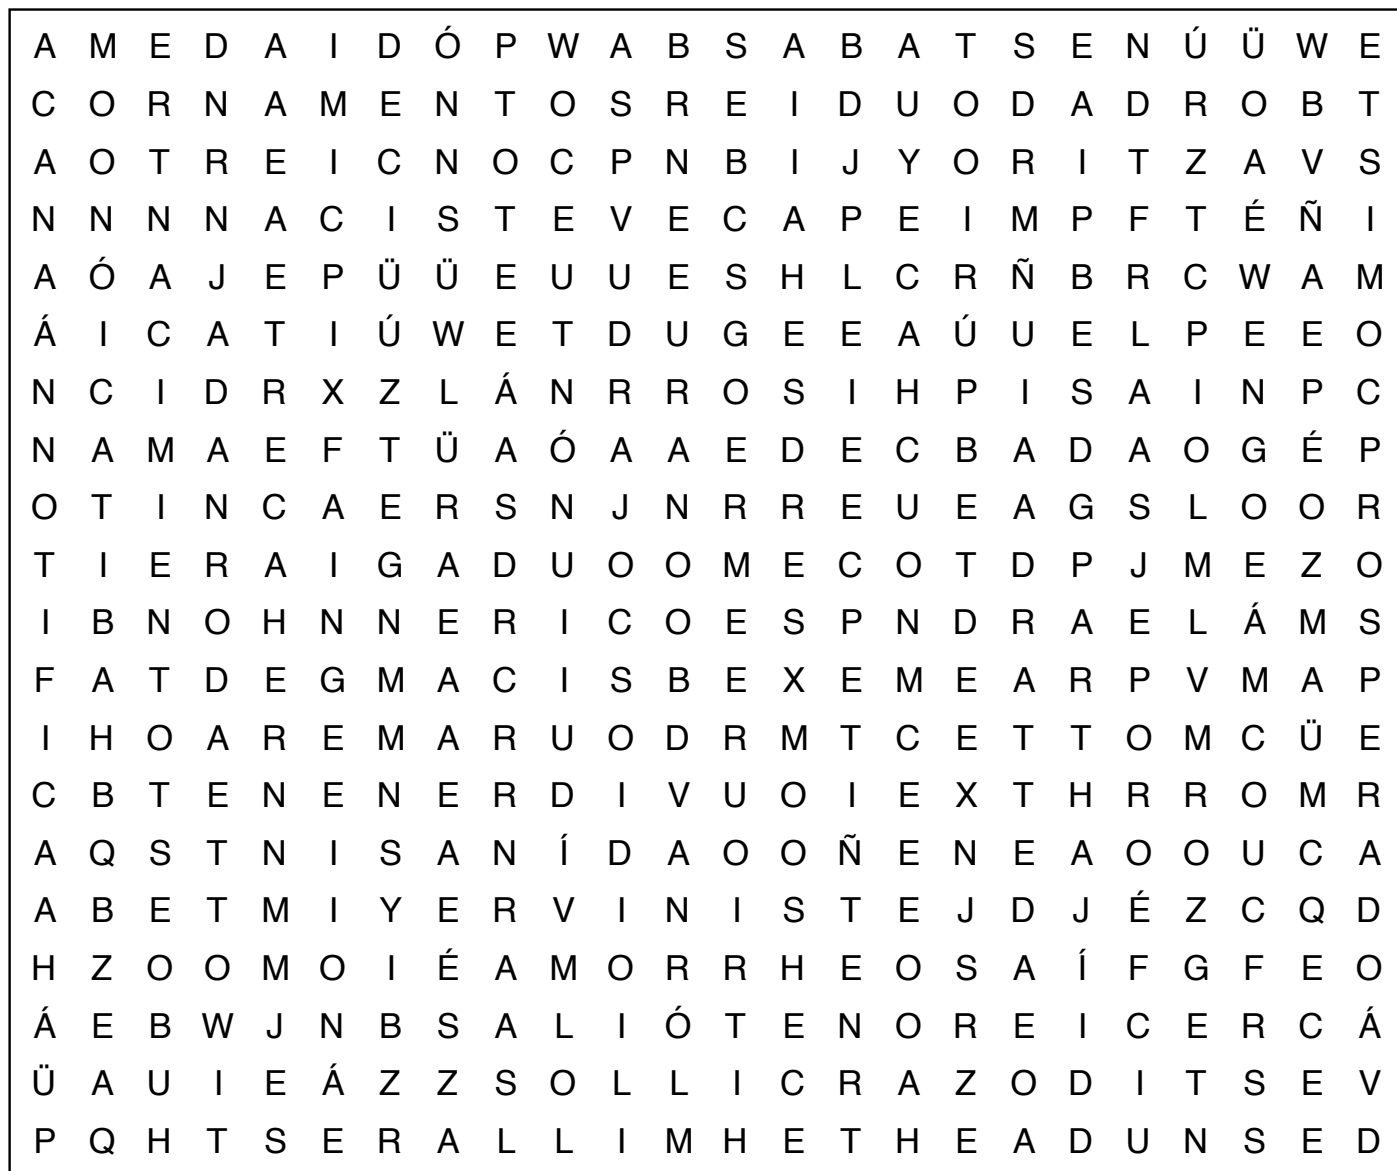 A M E D A I D Ó P W A B S A B A T S E N Ú Ü W E
C O R N A M E N T O S R E I D U O D A D R O B T
A O T R E I C N O C P N B I J Y O R I T Z A V S
N N N N A C I S T E V E C A P E I M P F T É Ñ I
A Ó A J E P Ü Ü E U U E S H L C R Ñ B R C W A M
Á I C A T I Ú W E T D U G E E A Ú U E L P E E O
N C I D R X Z L Á N R R O S I H P I S A I N P C
N A M A E F T Ü A Ó A A E D E C B A D A O G É P
O T I N C A E R S N J N R R E U E A G S L O O R
T I E R A I G A D U O O M E C O T D P J M E Z O
I B N O H N N E R I C O E S P N D R A E L Á M S
F A T D E G M A C I S B E X E M E A R P V M A P
I H O A R E M A R U O D R M T C E T T O M C Ü E
C B T E N E N E R D I V U O I E X T H R R O M R
A Q S T N I S A N Í D A O O Ñ E N E A O O U C A
A B E T M I Y E R V I N I S T E J D J É Z C Q D
H Z O O M O I É A M O R R H E O S A Í F G F E O
Á E B W J N B S A L I Ó T E N O R E I C E R C Á
Ü A U I E Á Z Z S O L L I C R A Z O D I T S E V
P Q H T S E R A L L I M H E T H E A D U N S E D